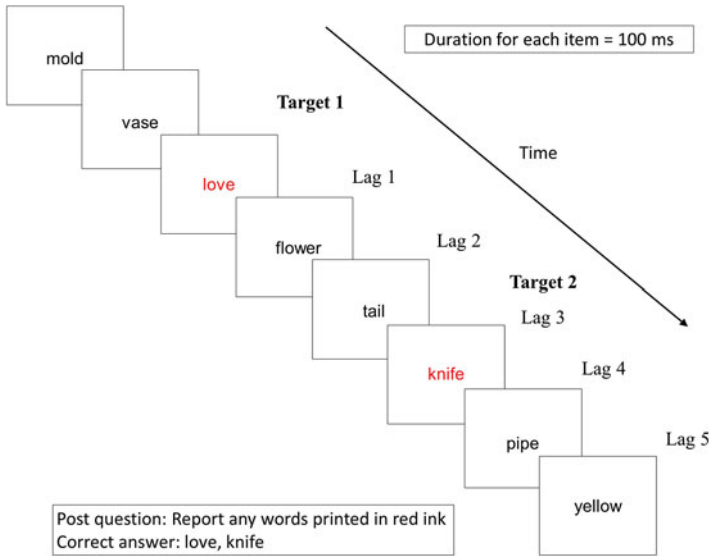 mold
Duration for each item = 100 ms
Target 1
vase
Time
love
Lag 1
flower
Lag 2
Target 2
tail
Lag 3
knife
Lag 4
pipe
Lag 5
yellow
Post question: Report any words printed in red ink
Correct answer: love, knife